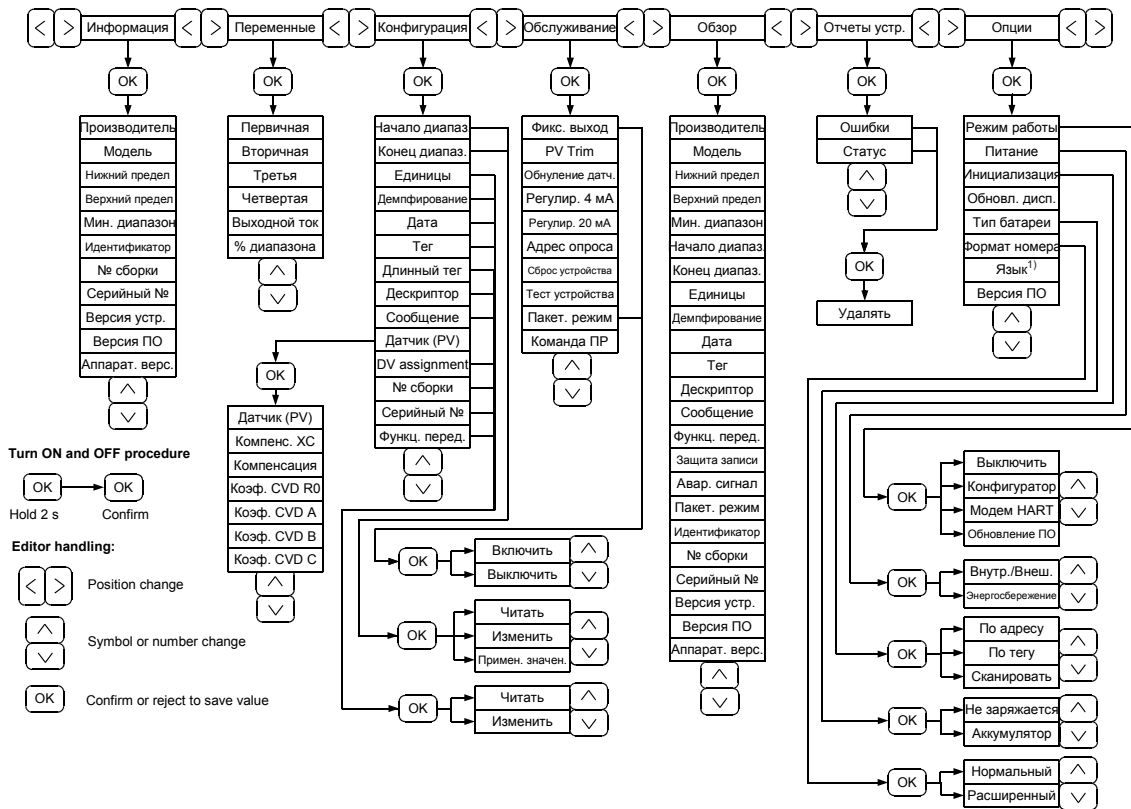 Информация
Переменные
Конфигурация
Обслуживание
Обзор
Отчеты устр.
Опции
OK
OK
OK
OK
OK
OK
OK
Производитель
Модель
Нижний предел
Верхний предел
Мин. диапазон
Идентификатор
№ сборки
Серийный №
Версия устр.
Версия ПО
Аппарат. верс.
Первичная
Вторичная
Третья
Четвертая
Выходной ток
% диапазона
Начало диапаз
Конец диапаз.
Единицы
Демпфирование
Дата
Тег
Длинный тег
Дескриптор
Сообщение
Датчик (PV)
DV assignment
№ сборки
Серийный №
Функц. перед.
OK
Датчик (PV)
Компенс. ХС
Компенсация
Коэф. CVD R0
Коэф. CVD A
Коэф. CVD B
Коэф. CVD C
Фикс. выход
PV Trim
Обнуление датч.
Регулир. 4 мА
Регулир. 20 мА
Адрес опроса
Сброс устройства
Тест устройства
Пакет. режим
Команда ПР
OK
Включить
Выключить
OK
Читать
Изменить
Примен. значен.
OK
Читать
Изменить
Производитель
Модель
Нижний предел
Верхний предел
Мин. диапазон
Начало диапаз.
Конец диапаз.
Единицы
Демпфирование
Дата
Тег
Дескриптор
Сообщение
Функц. перед.
Защита записи
Авар. сигнал
Пакет. режим
Идентификатор
№ сборки
Серийный №
Версия устр.
Версия ПО
Аппарат. верс.
Ошибки
Статус
OK
Удалять
Режим работы
Питание
Инициализация
Обновл. дисп.
Тип батареи
Формат номера
Язык1)
Версия ПО
OK
Выключить
Конфигуратор
Модем HART
Обновление ПО
OK
Внутр./Внеш.
Энергосбережение
OK
По адресу
По тегу
Сканировать
OK
Не заряжается
Аккумулятор
OK
Нормальный
Расширенный
Turn ON and OFF procedure
OK OK
Hold 2 s Confirm
Editor handling:
Position change
Symbol or number change
OK Confirm or reject to save value